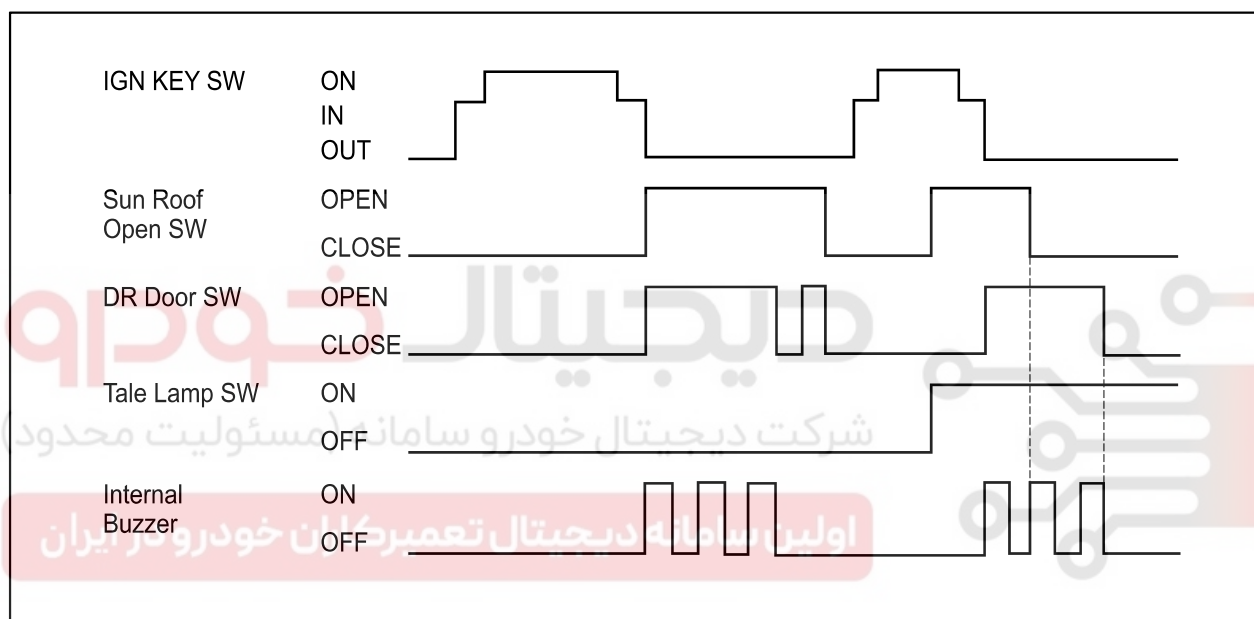 IGN KEY SW ON
IN
OUT
Sun Roof OPEN
Open SW
CLOSE
DR Door SW OPEN
CLOSE
دیجیتال خودرو
Tale Lamp SW ON
OFF
شرکت دیجیتال خودرو سامانه (مسئولیت محدود)
Internal ON
Buzzer
OFF
اولین سامانه دیجیتال تعمیرکاران خودرو در ایران